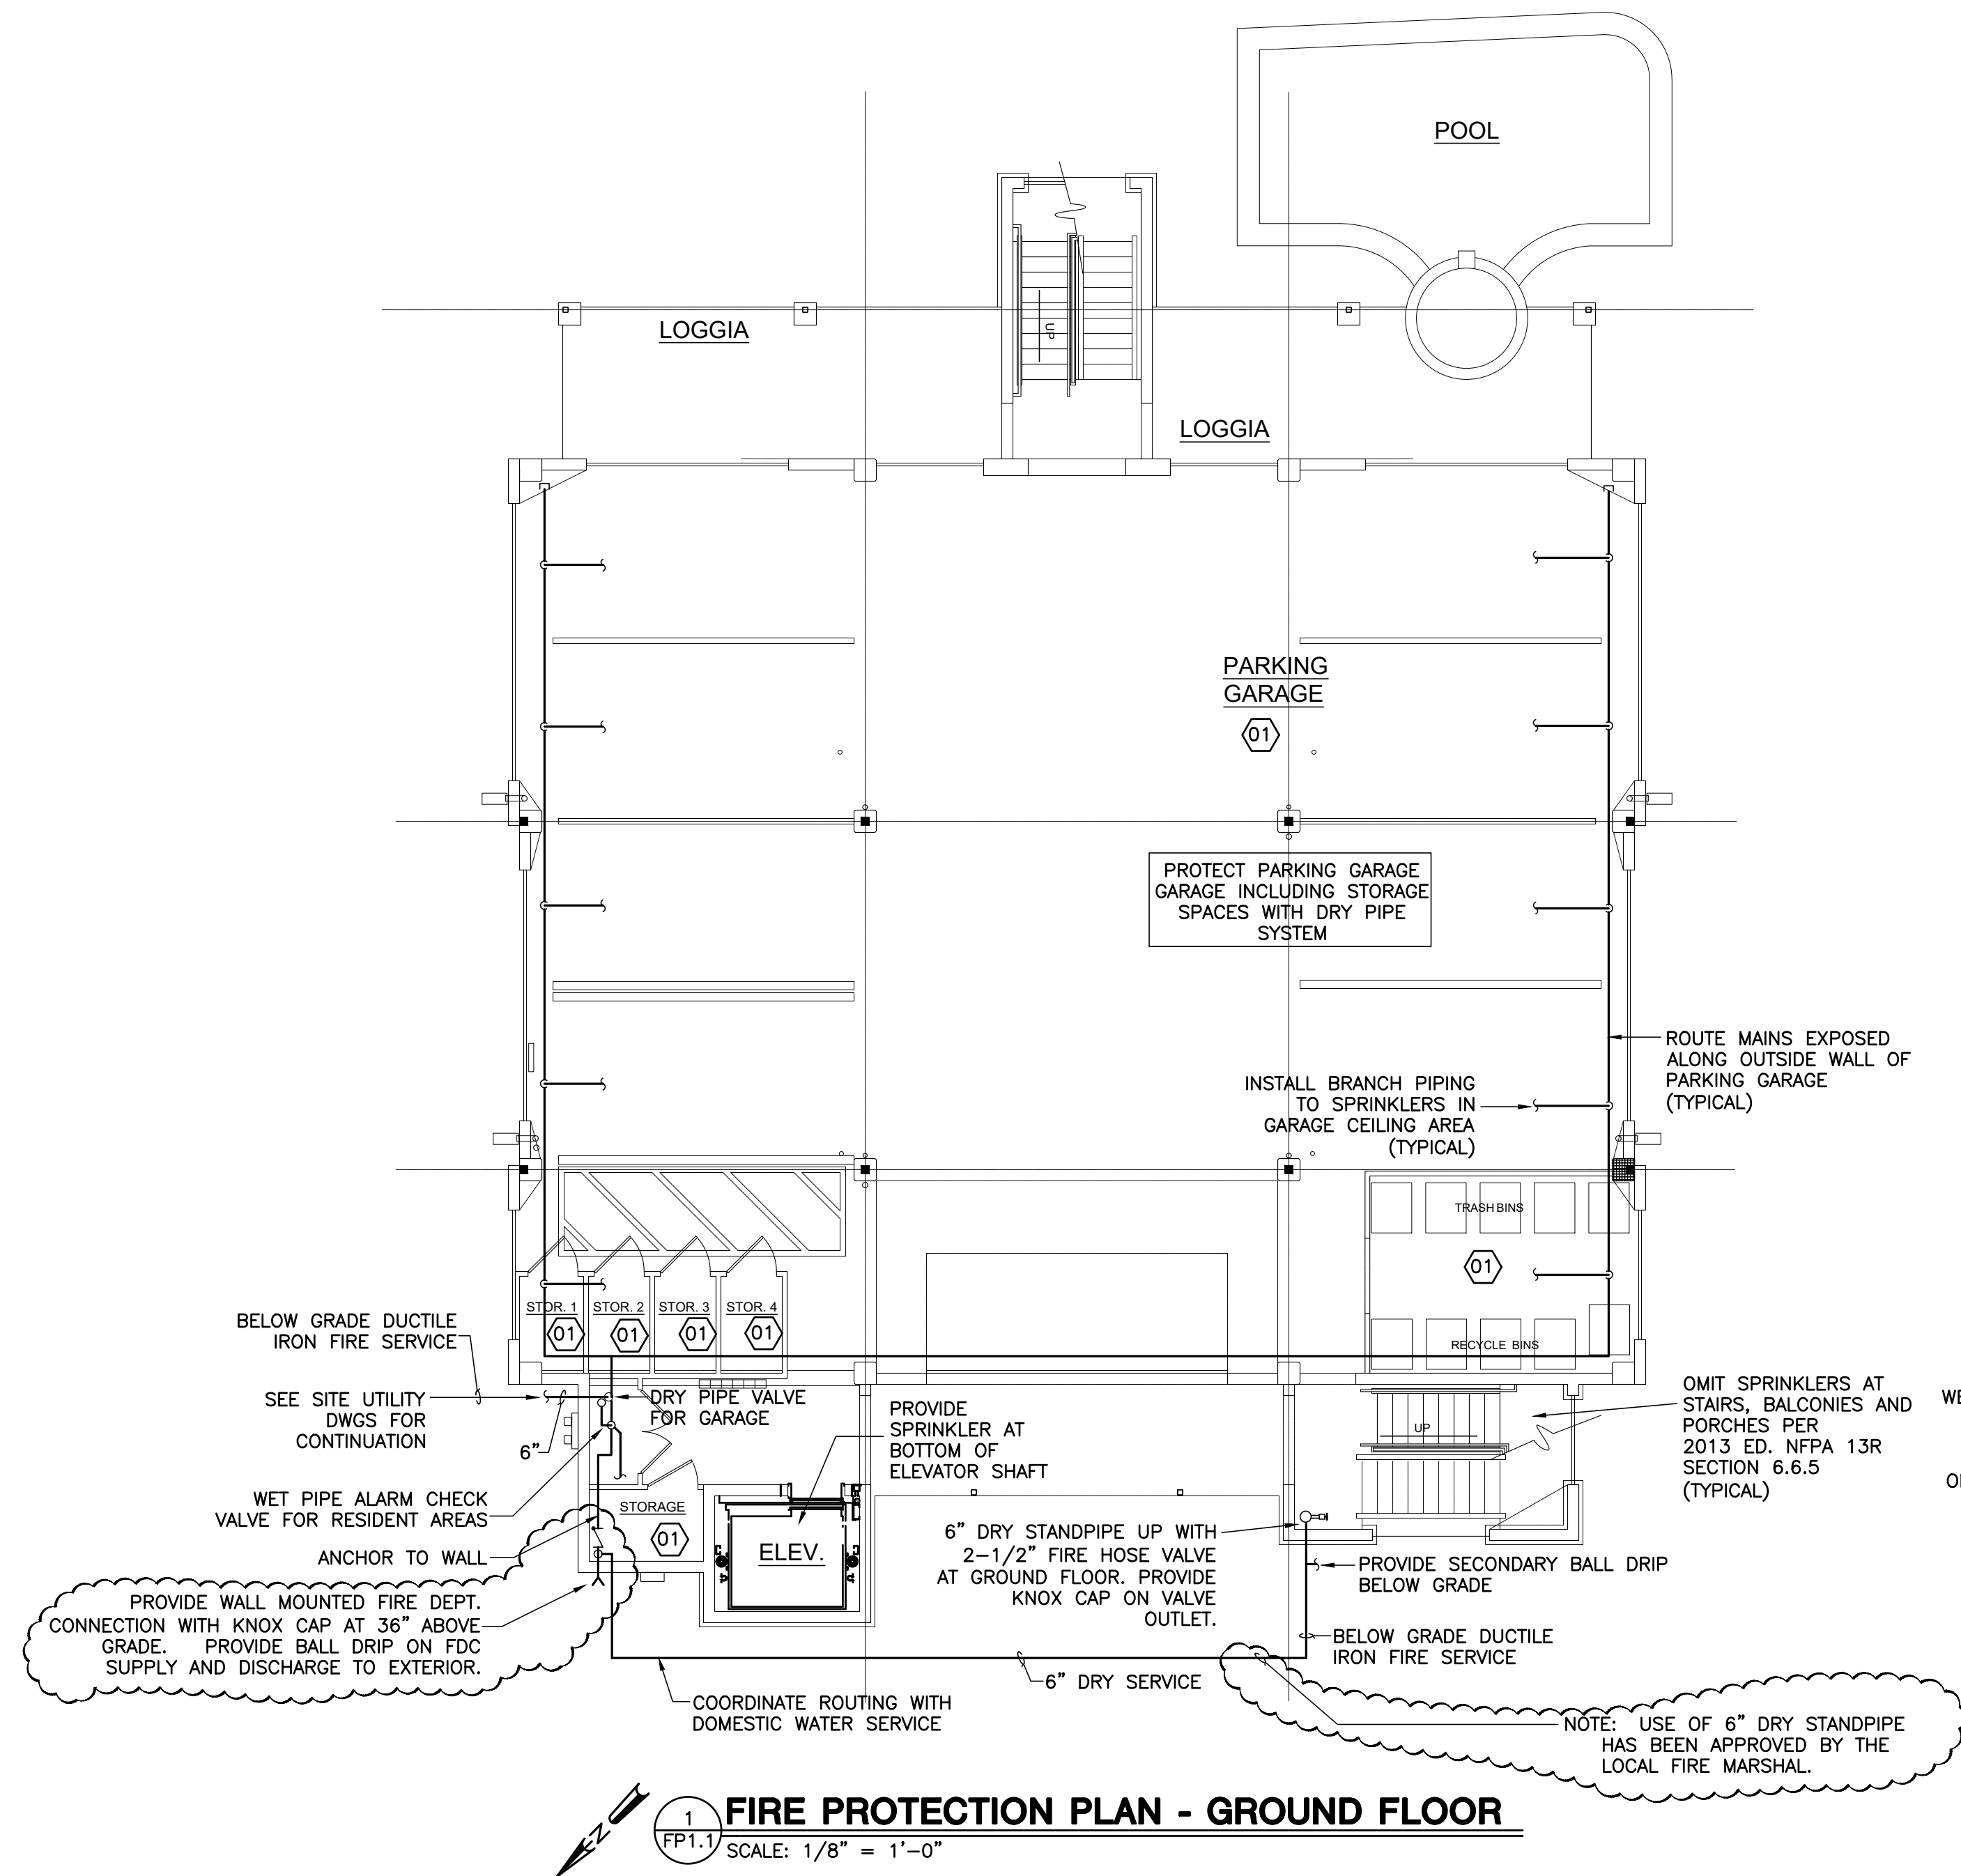 POOL
LOGGIA
UP
LOGGIA
PARKING
GARAGE
01
PROTECT PARKING GARAGE
GARAGE INCLUDING STORAGE
SPACES WITH DRY PIPE
SYSTEM
ROUTE MAINS EXPOSED
ALONG OUTSIDE WALL OF
PARKING GARAGE
(TYPICAL)
INSTALL BRANCH PIPING
TO SPRINKLERS IN
GARAGE CEILING AREA
(TYPICAL)
TRASH BINS
01
RECYCLE BINS
STOR. 1
STOR. 2
STOR. 3
STOR. 4
01
01
01
01
BELOW GRADE DUCTILE
IRON FIRE SERVICE
SEE SITE UTILITY
DWGS FOR
CONTINUATION
6"
DRY PIPE VALVE
FOR GARAGE
PROVIDE
SPRINKLER AT
BOTTOM OF
ELEVATOR SHAFT
UP
OMIT SPRINKLERS AT
STAIRS, BALCONIES AND
PORCHES PER
2013 ED. NFPA 13R
SECTION 6.6.5
(TYPICAL)
WET PIPE ALARM CHECK
VALVE FOR RESIDENT AREAS
STORAGE
01
ELEV.
ANCHOR TO WALL
PROVIDE WALL MOUNTED FIRE DEPT.
CONNECTION WITH KNOX CAP AT 36" ABOVE
GRADE. PROVIDE BALL DRIP ON FDC
SUPPLY AND DISCHARGE TO EXTERIOR.
6" DRY STANDPIPE UP WITH
2-1/2" FIRE HOSE VALVE
AT GROUND FLOOR. PROVIDE
KNOX CAP ON VALVE
OUTLET.
PROVIDE SECONDARY BALL DRIP
BELOW GRADE
BELOW GRADE DUCTILE
IRON FIRE SERVICE
6" DRY SERVICE
COORDINATE ROUTING WITH
DOMESTIC WATER SERVICE
NOTE: USE OF 6" DRY STANDPIPE
HAS BEEN APPROVED BY THE
LOCAL FIRE MARSHAL.
N
1
FP1.1
FIRE PROTECTION PLAN - GROUND FLOOR
SCALE: 1/8" = 1'-0"